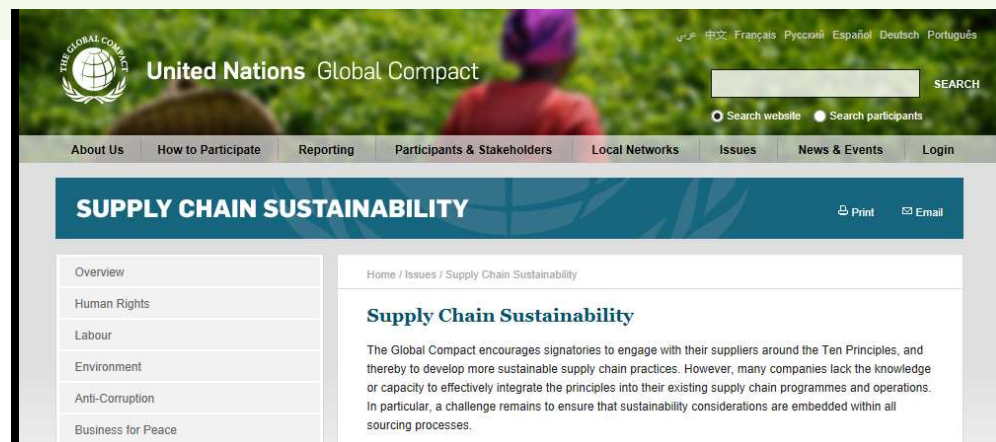 عربي 中文 Français Русский Español Deutsch Português
THE GLOBAL COMPACT
United Nations Global Compact
SEARCH
Search website Search participants
About Us How to Participate Reporting Participants & Stakeholders Local Networks Issues News & Events Login
SUPPLY CHAIN SUSTAINABILITY
Print Email
Overview
Human Rights
Labour
Environment
Anti-Corruption
Business for Peace
Home / Issues / Supply Chain Sustainability
Supply Chain Sustainability
The Global Compact encourages signatories to engage with their suppliers around the Ten Principles, and
thereby to develop more sustainable supply chain practices. However, many companies lack the knowledge
or capacity to effectively integrate the principles into their existing supply chain programmes and operations.
In particular, a challenge remains to ensure that sustainability considerations are embedded within all
sourcing processes.